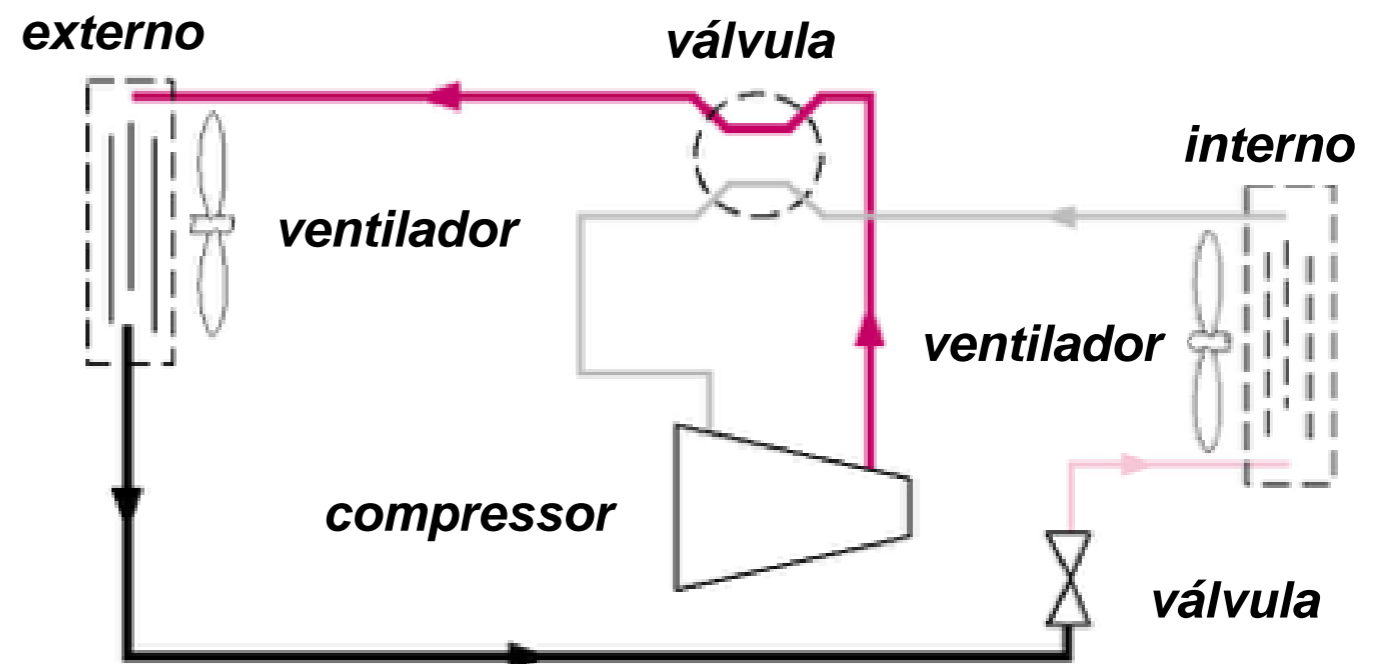 externo
válvula
interno
ventilador
ventilador
compressor
válvula